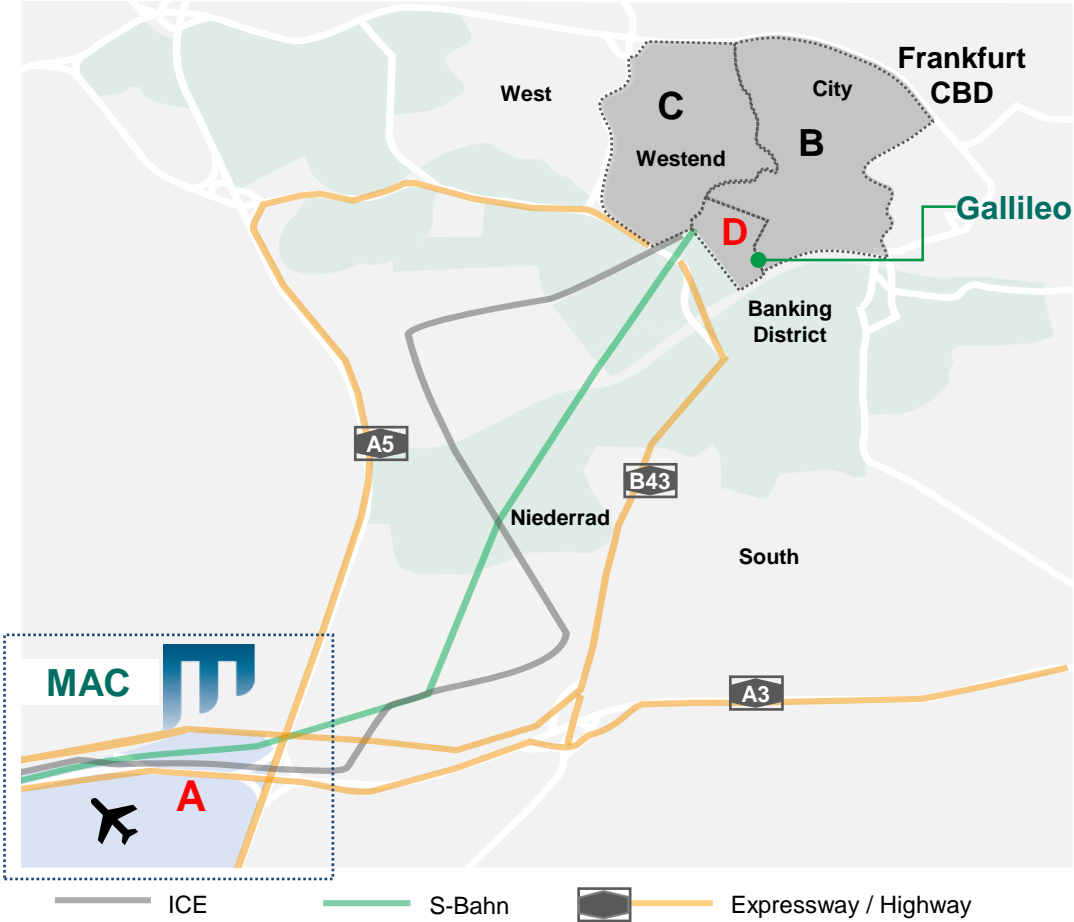 Frankfurt
CBD
West
City
C
B
Westend
Gallileo
D
Banking
District
A5
B43
Niederrad
South
MAC
A3
A
ICE
S-Bahn
Expressway / Highway